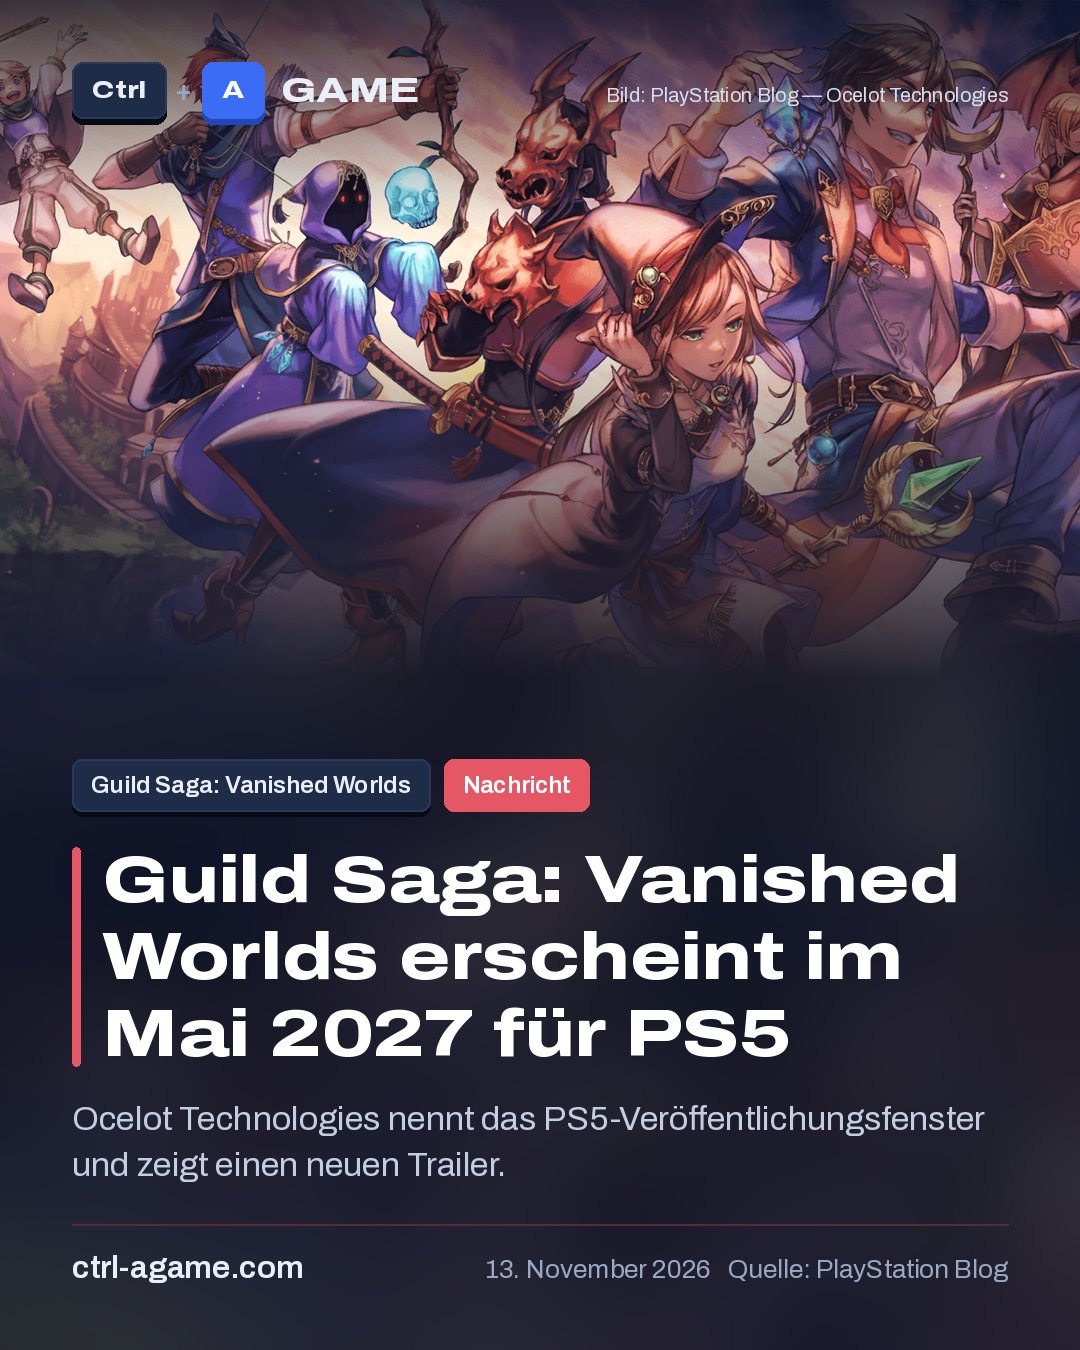 Ctrl + A GAME
Bild: PlayStation Blog — Ocelot Technologies
Guild Saga: Vanished Worlds
Nachricht
Guild Saga: Vanished
Worlds erscheint im
Mai 2027 für PS5
Ocelot Technologies nennt das PS5-Veröffentlichungsfenster
und zeigt einen neuen Trailer.
ctrl-agame.com
13. November 2026 Quelle: PlayStation Blog